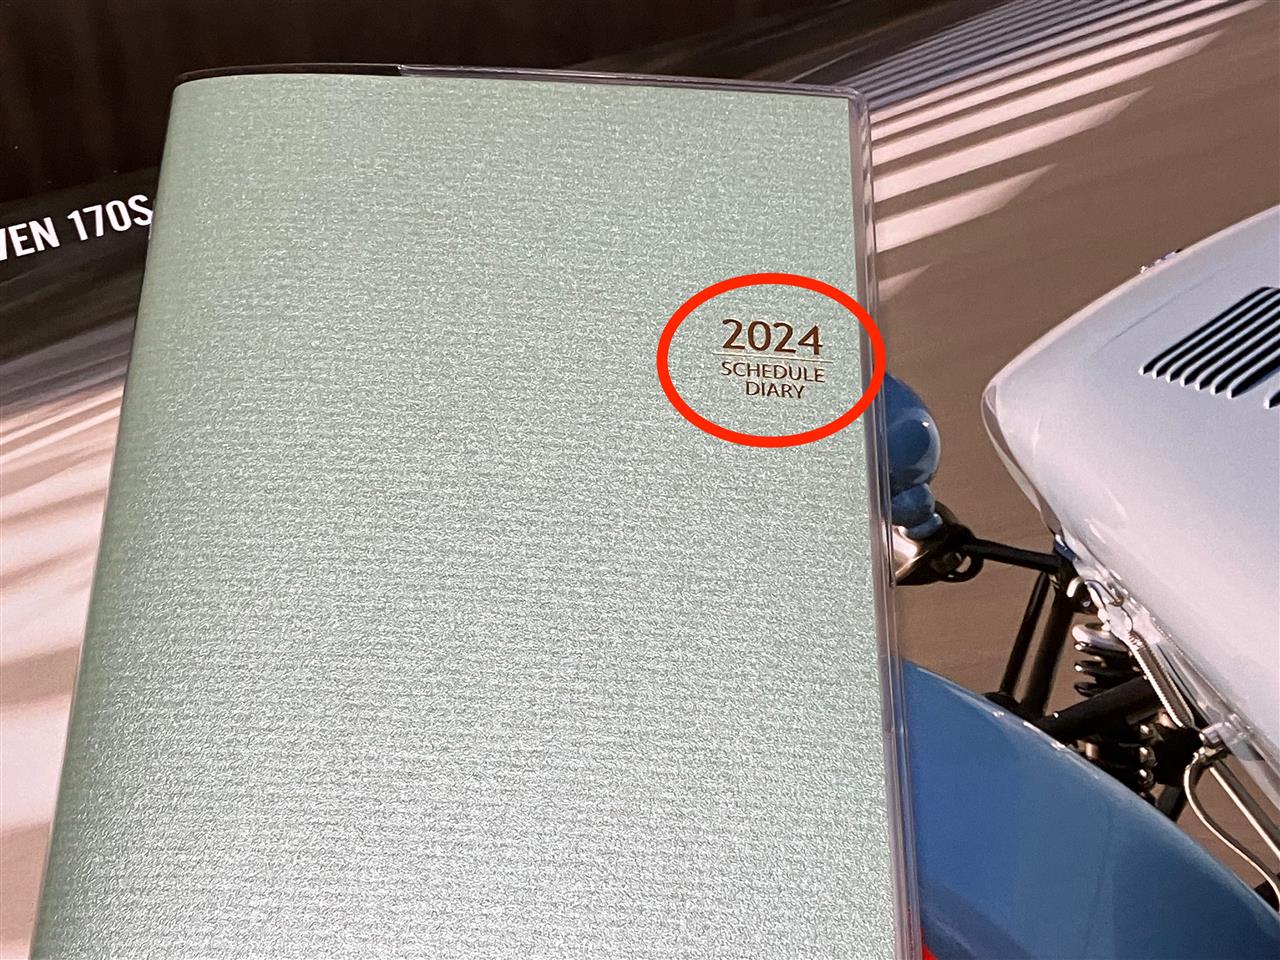 VEN 170S
2024
SCHEDULE
DIARY